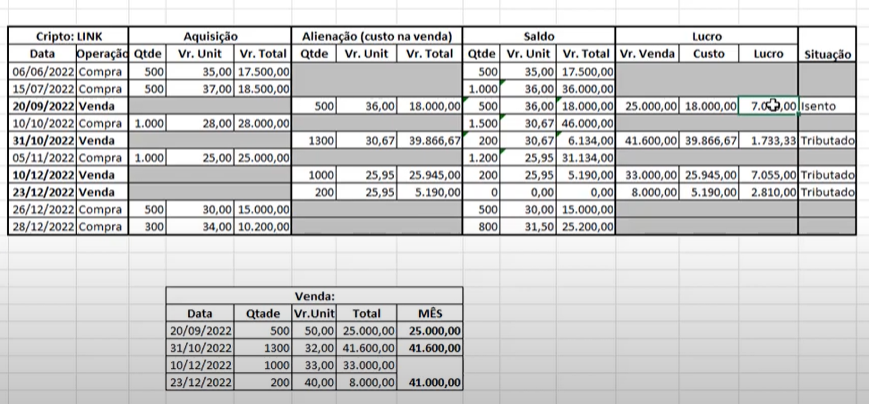 Cripto: LINK Aquisição Alienação (custo na venda) Saldo Lucro
Data Operação Qtde Vr. Unit Vr. Total Qtde Vr. Unit Vr. Total Qtde Vr. Unit Vr. Total Vr. Venda Custo Lucro Situação
06/06/2022 Compra 500 35,00 17.500,00 500 35,00 17.500,00
15/07/2022 Compra 500 37,00 18.500,00 1.000 36,00 36.000,00
20/09/2022 Venda 500 36,00 18.000,00 500 36,00 18.000,00 25.000,00 18.000,00 Isento
10/10/2022 Compra 1.000 28,00 28.000,00 1.500 30,67 46.000,00
31/10/2022 Venda 1300 30,67 39.866,67 200 30,67 6.134,00 41.600,00 39.866,67 1.733,33 Tributado
05/11/2022 Compra 1.000 25,00 25.000,00 1.200 25,95 31.134,00
10/12/2022 Venda 1000 25,95 25.945,00 200 25,95 5.190,00 33.000,00 25.945,00 7.055,00 Tributado
23/12/2022 Venda 200 25,95 5.190,00 0 0,00 0,00 8.000,00 5.190,00 2.810,00 Tributado
26/12/2022 Compra 500 30,00 15.000,00 500 30,00 15.000,00
28/12/2022 Compra 300 34,00 10.200,00 800 31,50 25.200,00
Venda:
Data Qtade Vr.Unit Total MÊS
20/09/2022 500 50,00 25.000,00 25.000,00
31/10/2022 1300 32,00 41.600,00 41.600,00
10/12/2022 1000 33,00 33.000,00
23/12/2022 200 40,00 8.000,00 41.000,00